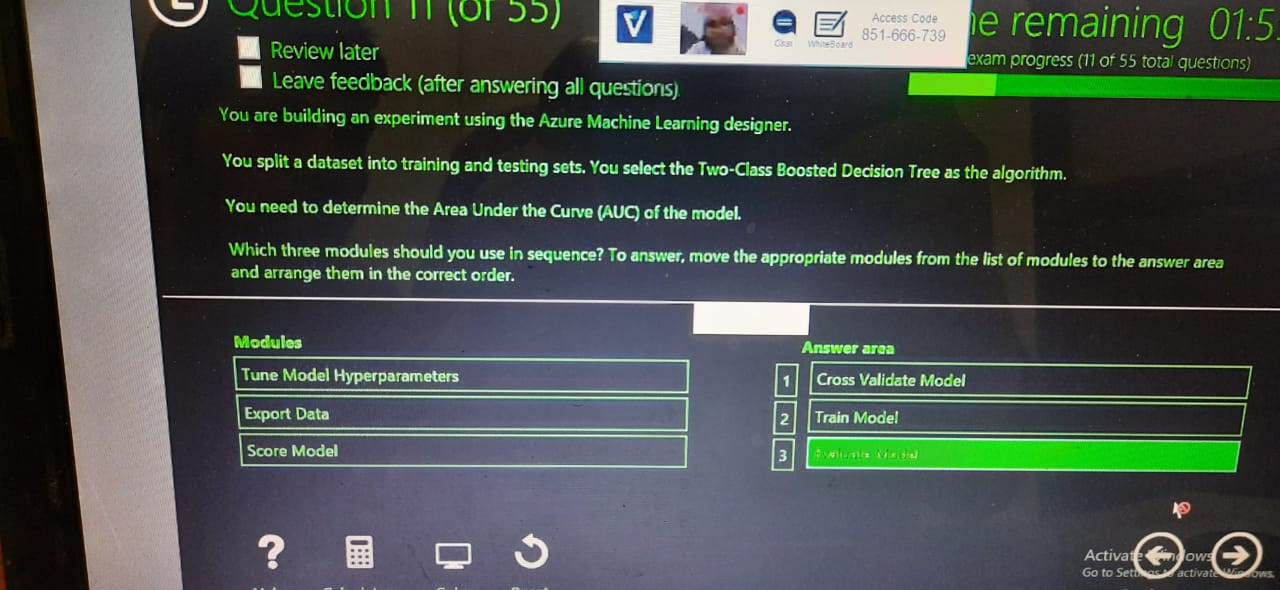 Question 11 (of 55)
Review later
Leave feedback (after answering all questions)
Chat
WhiteBoard
Access Code
851-666-739
remaining 01:5
exam progress (11 of 55 total questions)
You are building an experiment using the Azure Machine Learning designer.
You split a dataset into training and testing sets. You select the Two-Class Boosted Decision Tree as the algorithm.
You need to determine the Area Under the Curve (AUC) of the model.
Which three modules should you use in sequence? To answer, move the appropriate modules from the list of modules to the answer area
and arrange them in the correct order.
Modules
Tune Model Hyperparameters
Export Data
Score Model
Answer area
1 Cross Validate Model
2 Train Model
3 Evaluate Model
Activate Windows
Go to Settings to activate Windows.